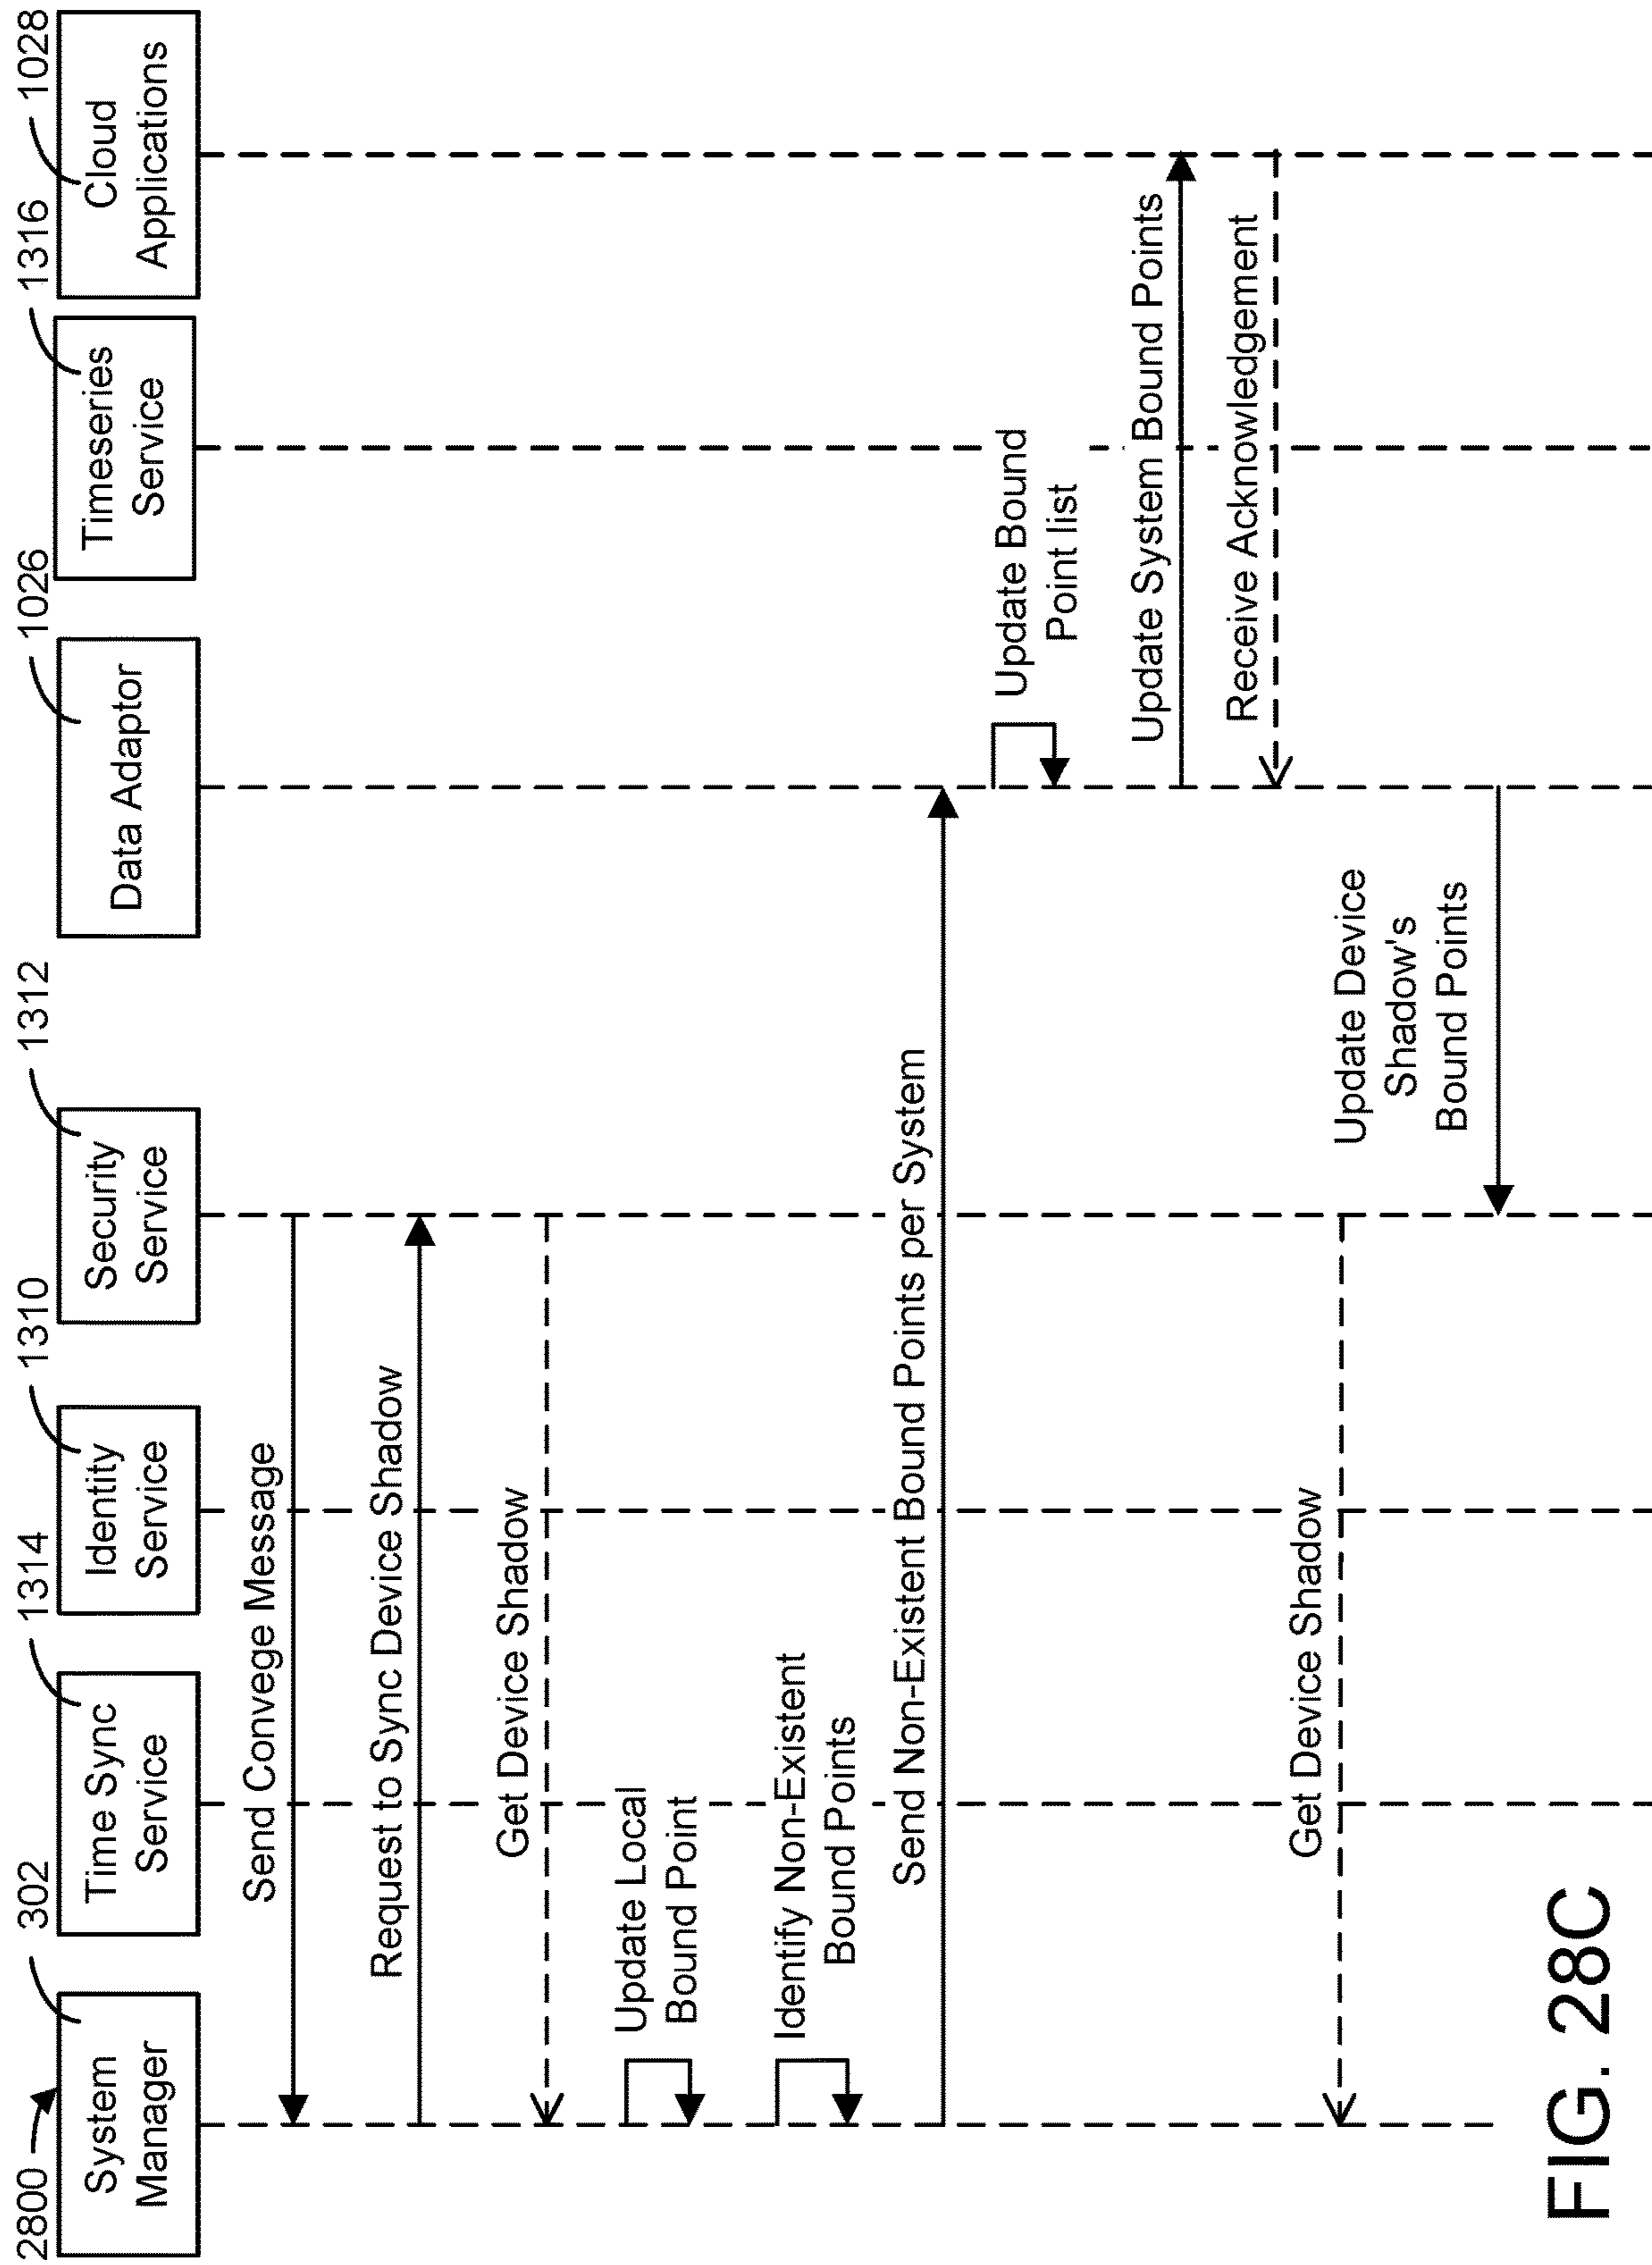 2800
302
1314
1310
1312
1026
1316
1028
System
Manager
Time Sync
Service
Identity
Service
Security
Service
Data Adaptor
Timeseries
Service
Cloud
Applications
Send Convege Message
Request to Sync Device Shadow
Get Device Shadow
Update Local
Bound Point
Identify Non-Existent
Bound Points
Send Non-Existent Bound Points per System
Update Bound
Point list
Update System Bound Points
Receive Acknowledgement
Get Device Shadow
Update Device
Shadow's
Bound Points
FIG. 28C